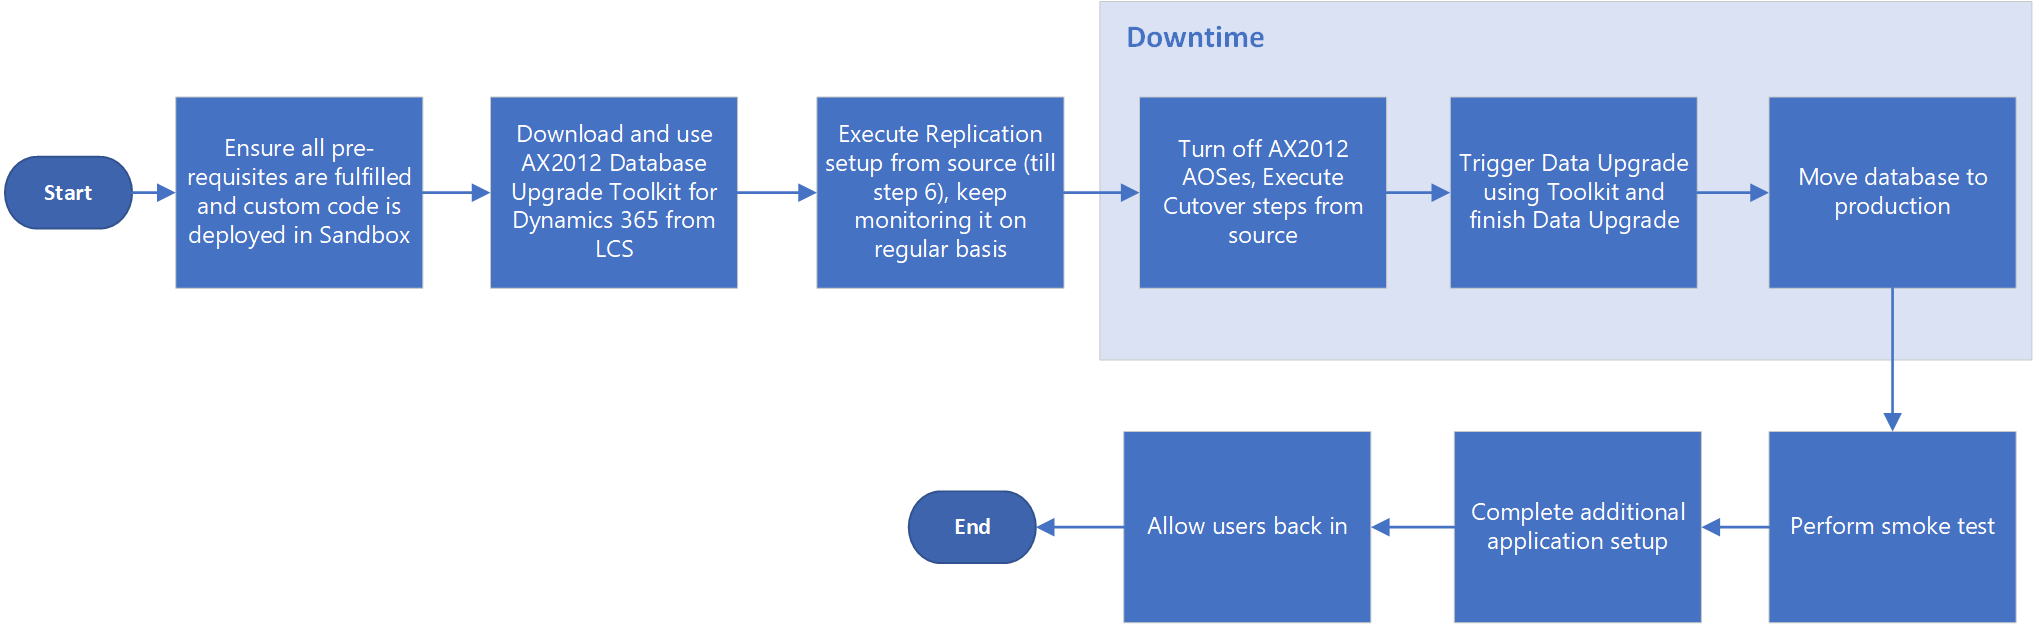 Downtime
Start
Ensure all pre-
requisites are fulfilled
and custom code is
deployed in Sandbox
Download and use
AX2012 Database
Upgrade Toolkit for
Dynamics 365 from
LCS
Execute Replication
setup from source (till
step 6), keep
monitoring it on
regular basis
Turn off AX2012
AOSes, Execute
Cutover steps from
source
Trigger Data Upgrade
using Toolkit and
finish Data Upgrade
Move database to
production
Perform smoke test
Complete additional
application setup
Allow users back in
End